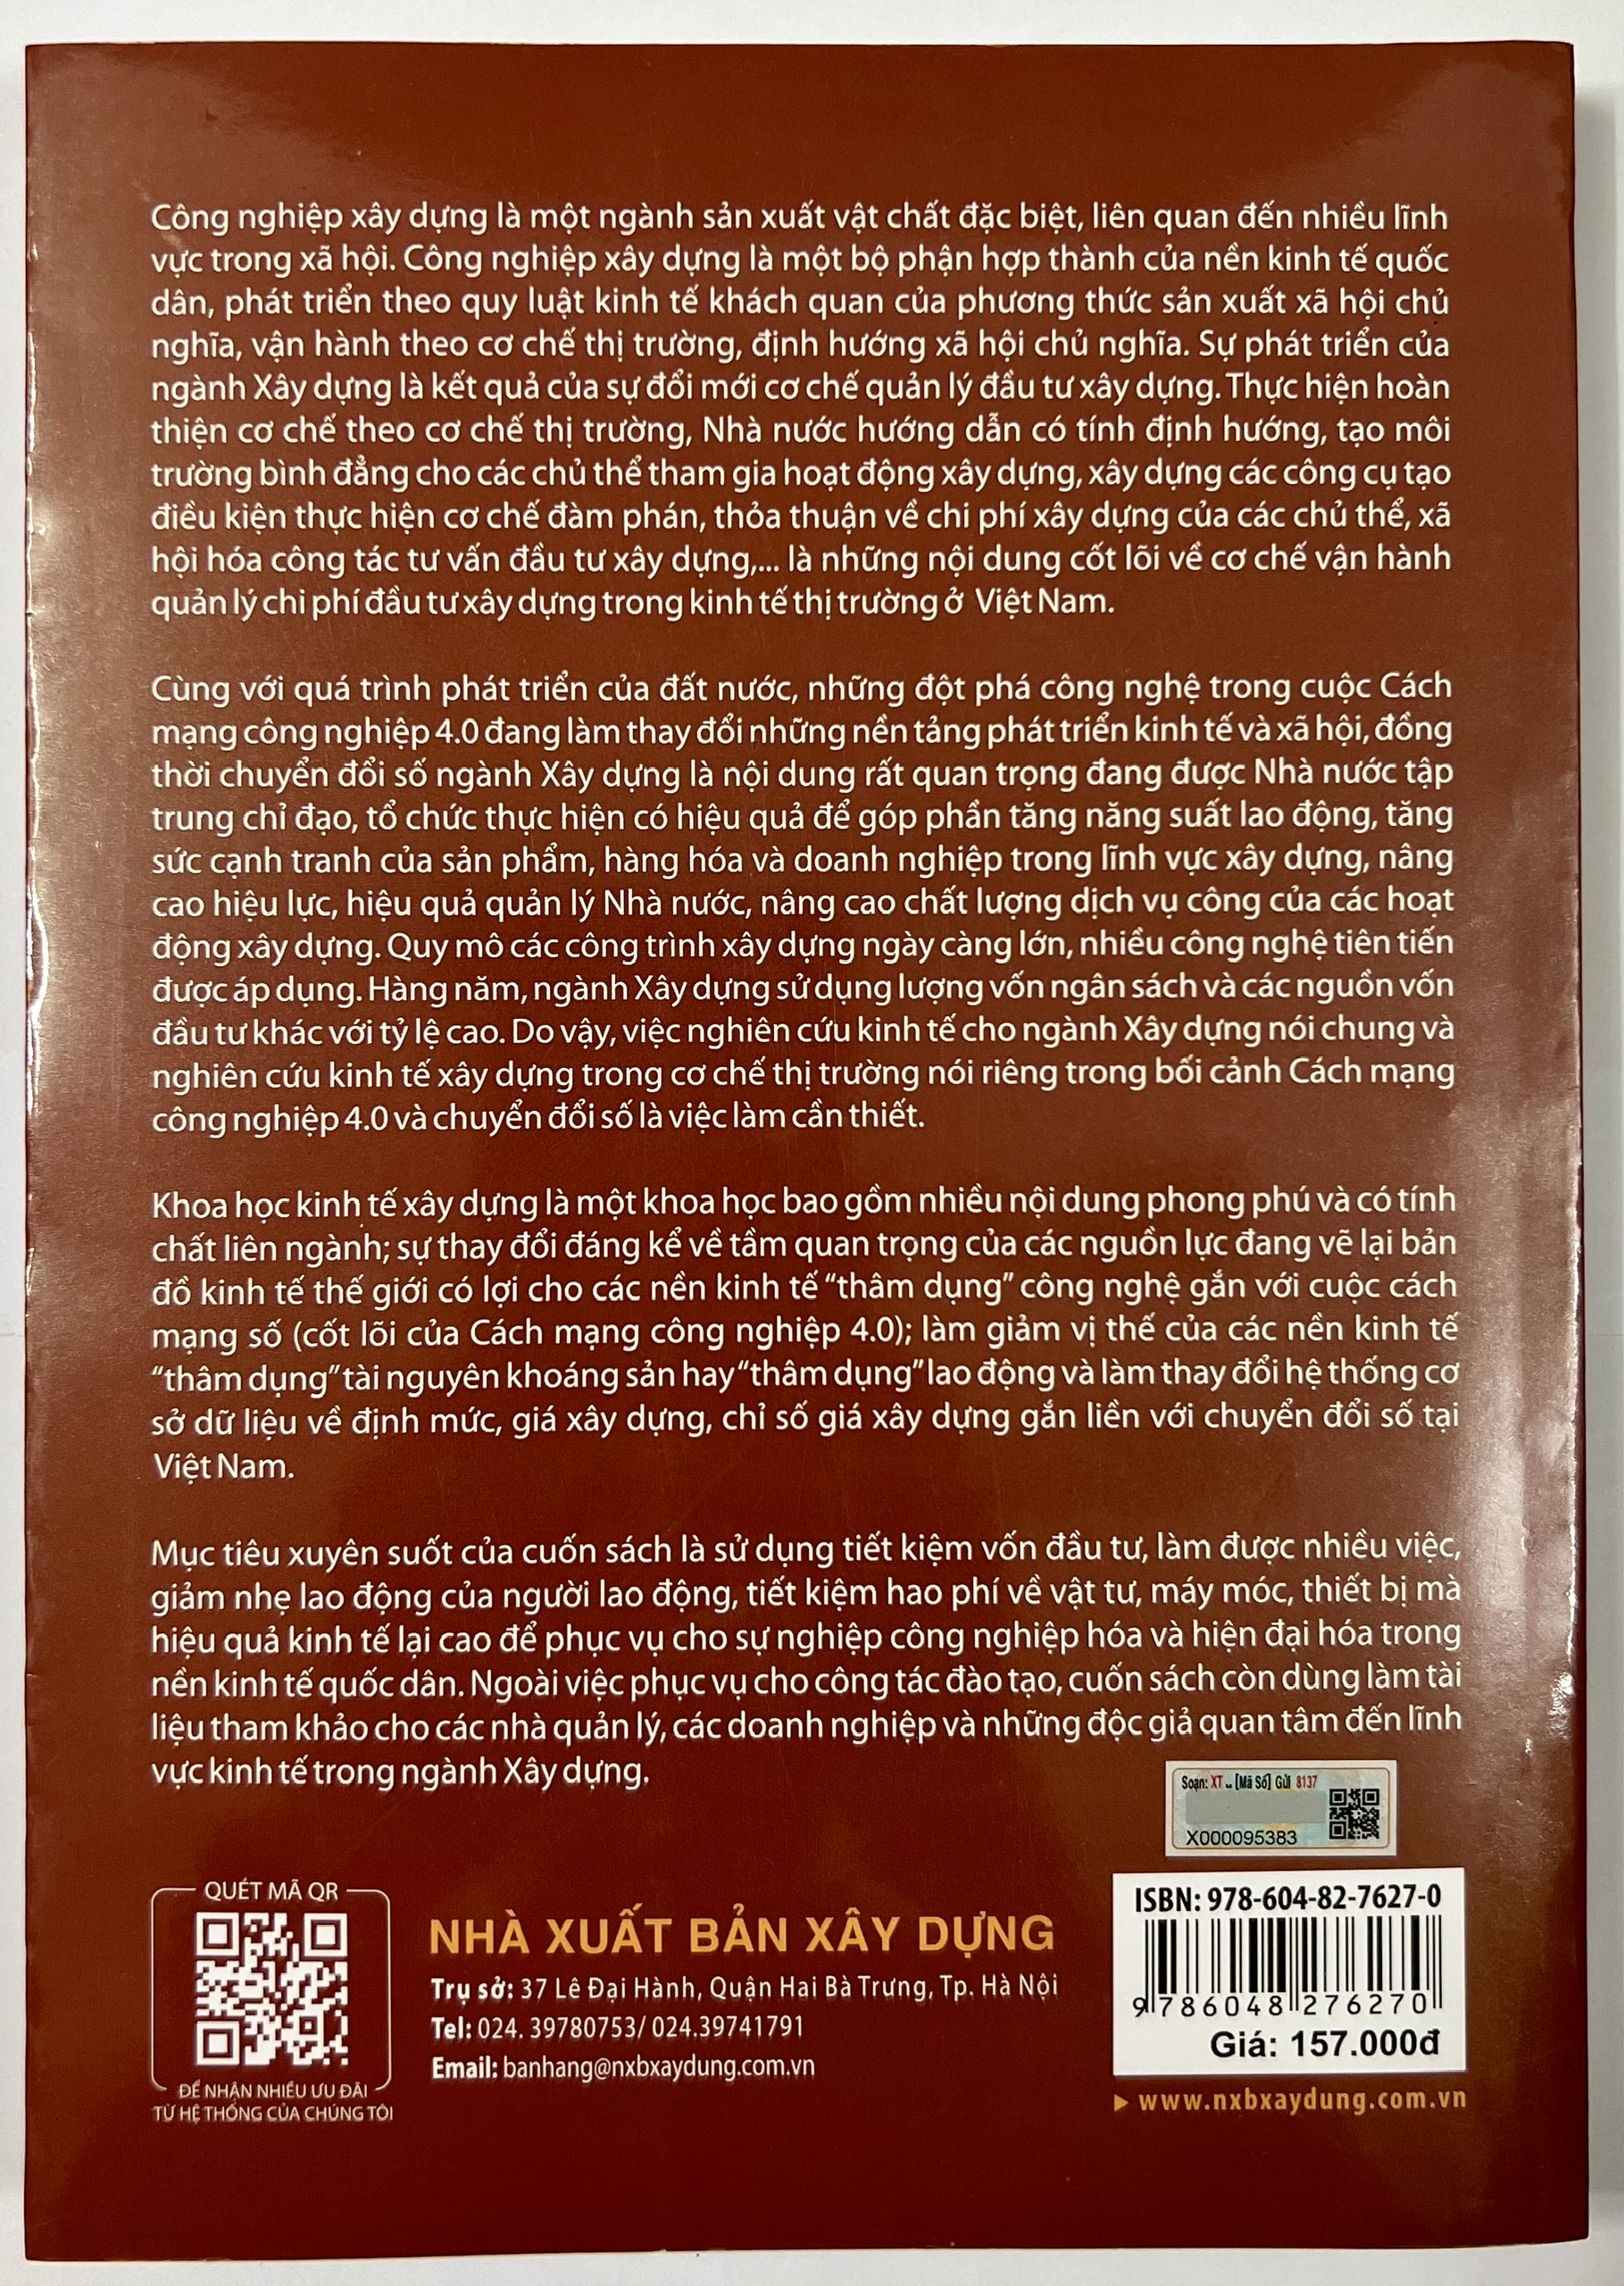 Công nghiệp xây dựng là một ngành sản xuất vật chất đặc biệt, liên quan đến nhiều lĩnh
vực trong xã hội. Công nghiệp xây dựng là một bộ phận hợp thành của nền kinh tế quốc
dân, phát triển theo quy luật kinh tế khách quan của phương thức sản xuất xã hội chủ
nghĩa, vận hành theo cơ chế thị trường, định hướng xã hội chủ nghĩa. Sự phát triển của
ngành Xây dựng là kết quả của sự đổi mới cơ chế quản lý đầu tư xây dựng. Thực hiện hoàn
thiện cơ chế theo cơ chế thị trường, Nhà nước hướng dẫn có tính định hướng, tạo môi
trường bình đẳng cho các chủ thể tham gia hoạt động xây dựng, xây dựng các công cụ tạo
điều kiện thực hiện cơ chế đàm phán, thỏa thuận về chi phí xây dựng của các chủ thể, xã
hội hóa công tác tư vấn đầu tư xây dựng,... là những nội dung cốt lõi về cơ chế vận hành
quản lý chi phí đầu tư xây dựng trong kinh tế thị trường ở Việt Nam.
Cùng với quá trình phát triển của đất nước, những đột phá công nghệ trong cuộc Cách
mạng công nghiệp 4.0 đang làm thay đổi những nền tảng phát triển kinh tế và xã hội, đồng
thời chuyển đổi số ngành Xây dựng là nội dung rất quan trọng đang được Nhà nước tập
trung chỉ đạo, tổ chức thực hiện có hiệu quả để góp phần tăng năng suất lao động, tăng
sức cạnh tranh của sản phẩm, hàng hóa và doanh nghiệp trong lĩnh vực xây dựng, nâng
cao hiệu lực, hiệu quả quản lý Nhà nước, nâng cao chất lượng dịch vụ công của các hoạt
động xây dựng. Quy mô các công trình xây dựng ngày càng lớn, nhiều công nghệ tiên tiến
được áp dụng. Hàng năm, ngành Xây dựng sử dụng lượng vốn ngân sách và các nguồn vốn
đầu tư khác với tỷ lệ cao. Do vậy, việc nghiên cứu kinh tế cho ngành Xây dựng nói chung và
nghiên cứu kinh tế xây dựng trong cơ chế thị trường nói riêng trong bối cảnh Cách mạng
công nghiệp 4.0 và chuyển đổi số là việc làm cần thiết.
Khoa học kinh tế xây dựng là một khoa học bao gồm nhiều nội dung phong phú và có tính
chất liên ngành; sự thay đổi đáng kể về tầm quan trọng của các nguồn lực đang vẽ lại bản
đồ kinh tế thế giới có lợi cho các nền kinh tế “thâm dụng” công nghệ gắn với cuộc cách
mạng số (cốt lõi của Cách mạng công nghiệp 4.0); làm giảm vị thế của các nền kinh tế
“thâm dụng” tài nguyên khoáng sản hay “thâm dụng” lao động và làm thay đổi hệ thống cơ
sở dữ liệu về định mức, giá xây dựng, chỉ số giá xây dựng gắn liền với chuyển đổi số tại
Việt Nam.
Mục tiêu xuyên suốt của cuốn sách là sử dụng tiết kiệm vốn đầu tư, làm được nhiều việc,
giảm nhẹ lao động của người lao động, tiết kiệm hao phí về vật tư, máy móc, thiết bị mà
hiệu quả kinh tế lại cao để phục vụ cho sự nghiệp công nghiệp hóa và hiện đại hóa trong
nền kinh tế quốc dân. Ngoài việc phục vụ cho công tác đào tạo, cuốn sách còn dùng làm tài
liệu tham khảo cho các nhà quản lý, các doanh nghiệp và những độc giả quan tâm đến lĩnh
vực kinh tế trong ngành Xây dựng.
Soạn: XT ⎵ [Mã Số] Gửi 8137
X000095383
QUÉT MÃ QR
ĐỂ NHẬN NHIỀU ƯU ĐÃI
TỪ HỆ THỐNG CỦA CHÚNG TÔI
NHÀ XUẤT BẢN XÂY DỰNG
Trụ sở: 37 Lê Đại Hành, Quận Hai Bà Trưng, Tp. Hà Nội
Tel: 024. 39780753/ 024.39741791
Email: banhang@nxbxaydung.com.vn
ISBN: 978-604-82-7627-0
9 786048 276270
Giá: 157.000đ
www.nxbxaydung.com.vn